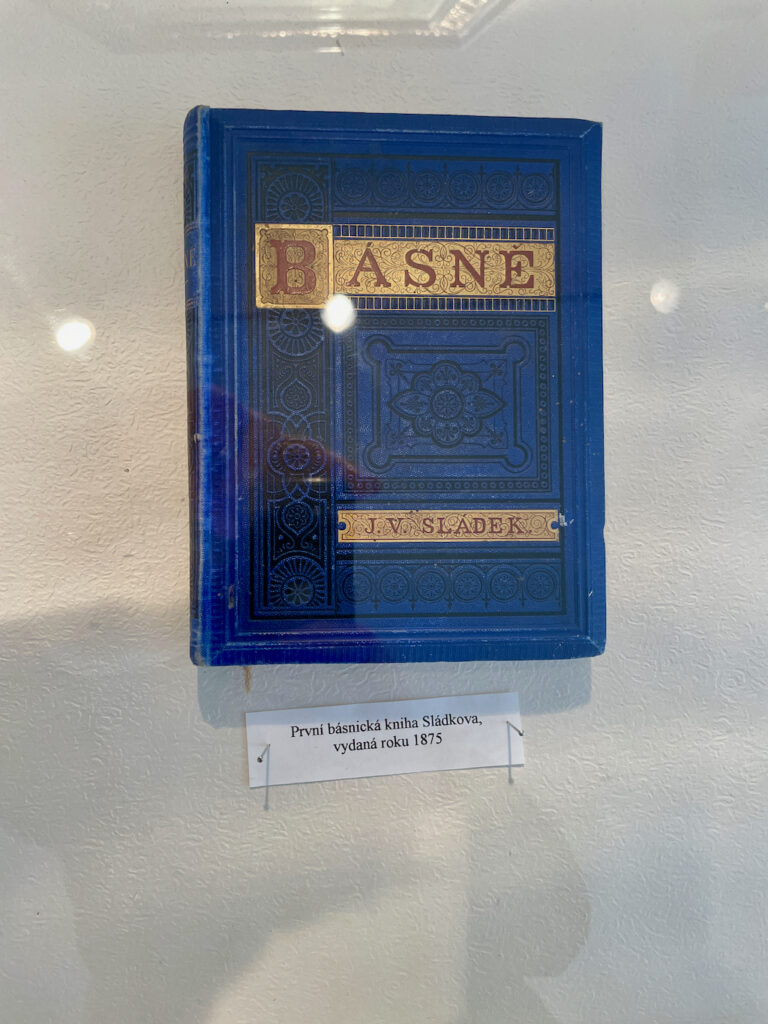 BÁSNĚ
J. V. SLÁDEK.
První básnická kniha Sládkova,
vydaná roku 1875